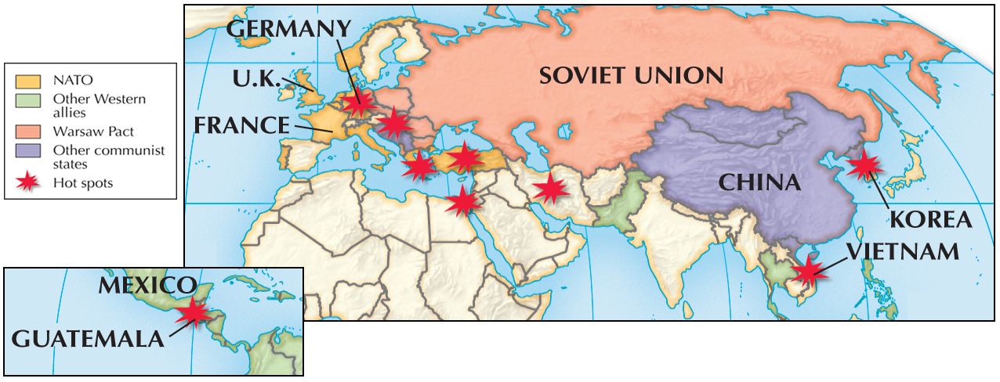 NATO
Other Western
allies
Warsaw Pact
Other communist
states
Hot spots
GERMANY
U.K.
FRANCE
SOVIET UNION
CHINA
KOREA
VIETNAM
MEXICO
GUATEMALA